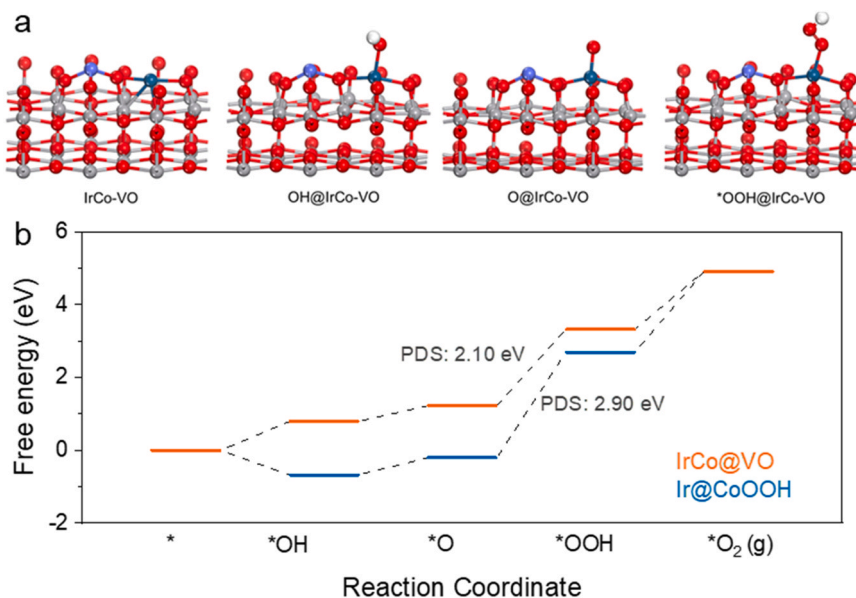 a
IrCo-VO
OH@IrCo-VO
O@IrCo-VO
*OOH@IrCo-VO
b
6
4
2
0
-2
Free energy (eV)
PDS: 2.10 eV
PDS: 2.90 eV
IrCo@VO
Ir@CoOOH
*
*OH
*O
*OOH
*O₂ (g)
Reaction Coordinate